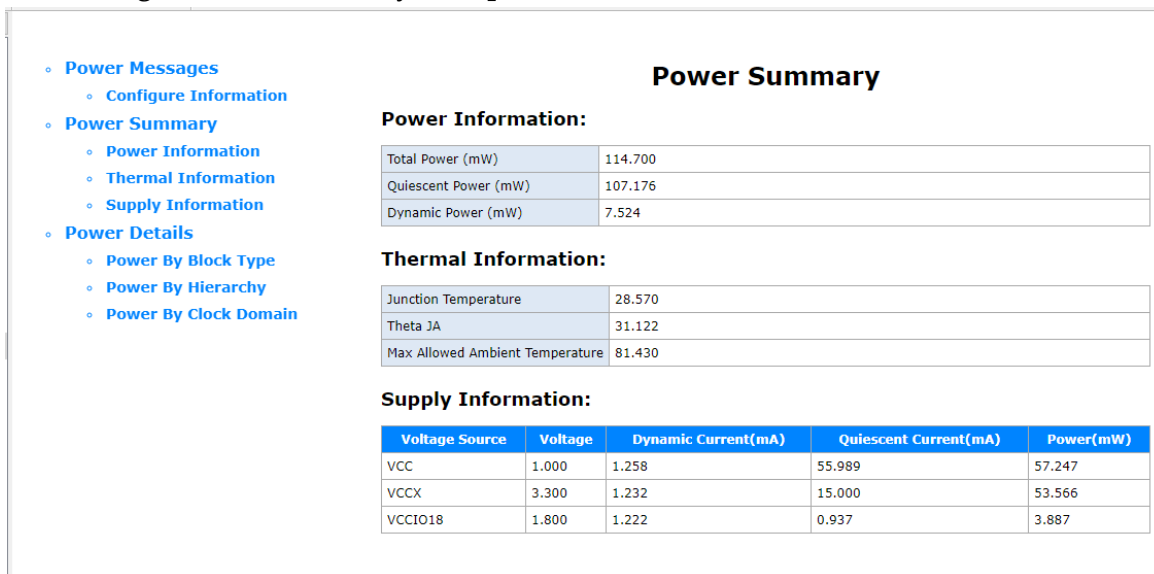 Power Messages
Configure Information
Power Summary
Power Information
Thermal Information
Supply Information
Power Details
Power By Block Type
Power By Hierarchy
Power By Clock Domain
Power Summary
Power Information:
Total Power (mW) 114.700
Quiescent Power (mW) 107.176
Dynamic Power (mW) 7.524
Thermal Information:
Junction Temperature 28.570
Theta JA 31.122
Max Allowed Ambient Temperature 81.430
Supply Information:
Voltage Source Voltage Dynamic Current(mA) Quiescent Current(mA) Power(mW)
VCC 1.000 1.258 55.989 57.247
VCCX 3.300 1.232 15.000 53.566
VCCIO18 1.800 1.222 0.937 3.887